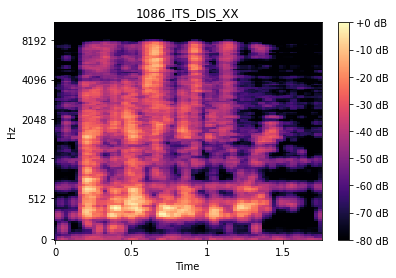 1086_ITS_DIS_XX
+0 dB
8192
-10 dB
4096
-20 dB
-30 dB
2048
Hz
-40 dB
1024
-50 dB
-60 dB
512
-70 dB
0
-80 dB
0
0.5
1
1.5
Time